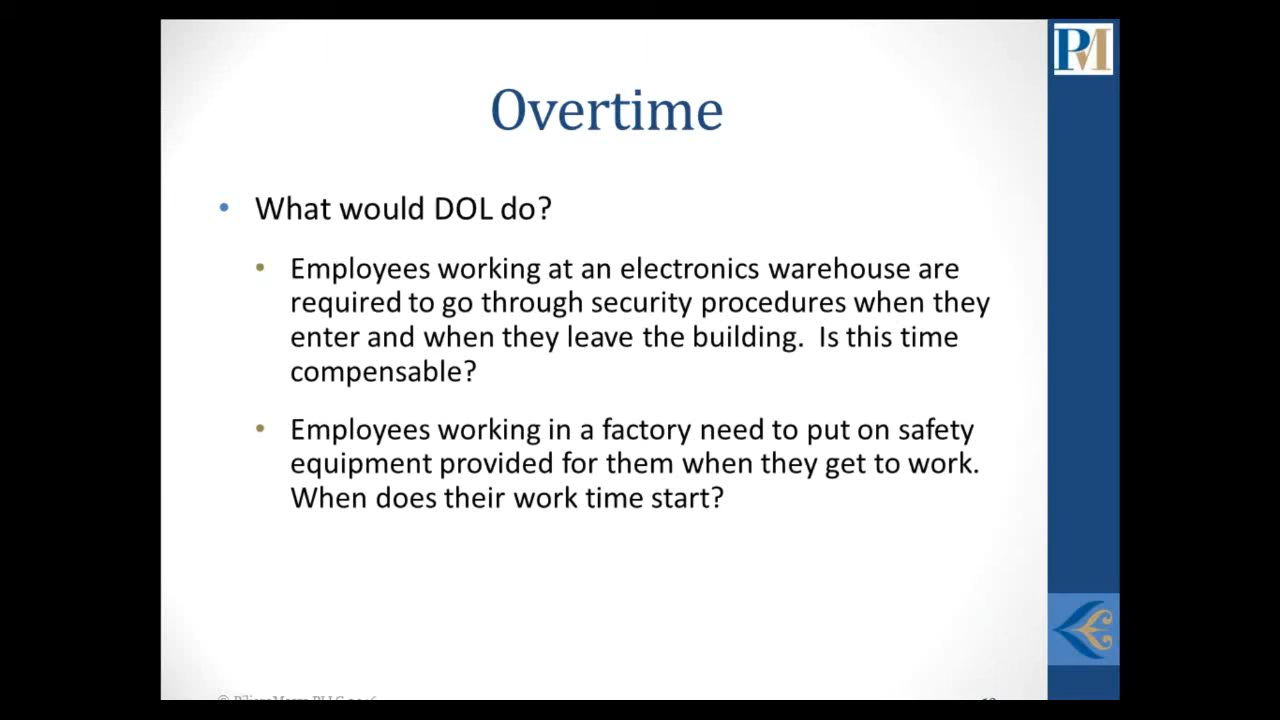 PM
Overtime
• What would DOL do?
• Employees working at an electronics warehouse are
required to go through security procedures when they
enter and when they leave the building.  Is this time
compensable?
• Employees working in a factory need to put on safety
equipment provided for them when they get to work.
When does their work time start?